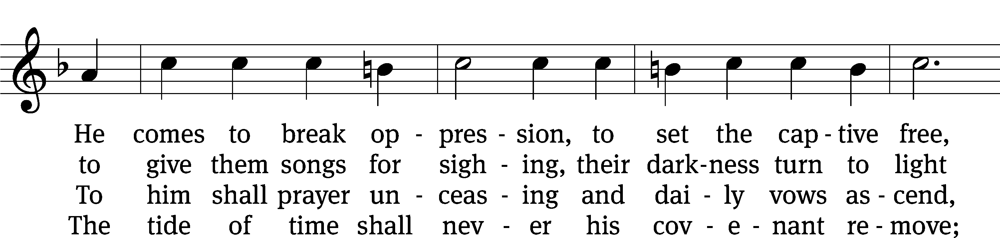 He comes to break op - pres - sion, to set the cap - tive free,
to give them songs for sigh - ing, their dark - ness turn to light
To him shall prayer un - ceas - ing and dai - ly vows as - cend,
The tide of time shall nev - er his cov - e - nant re - move;